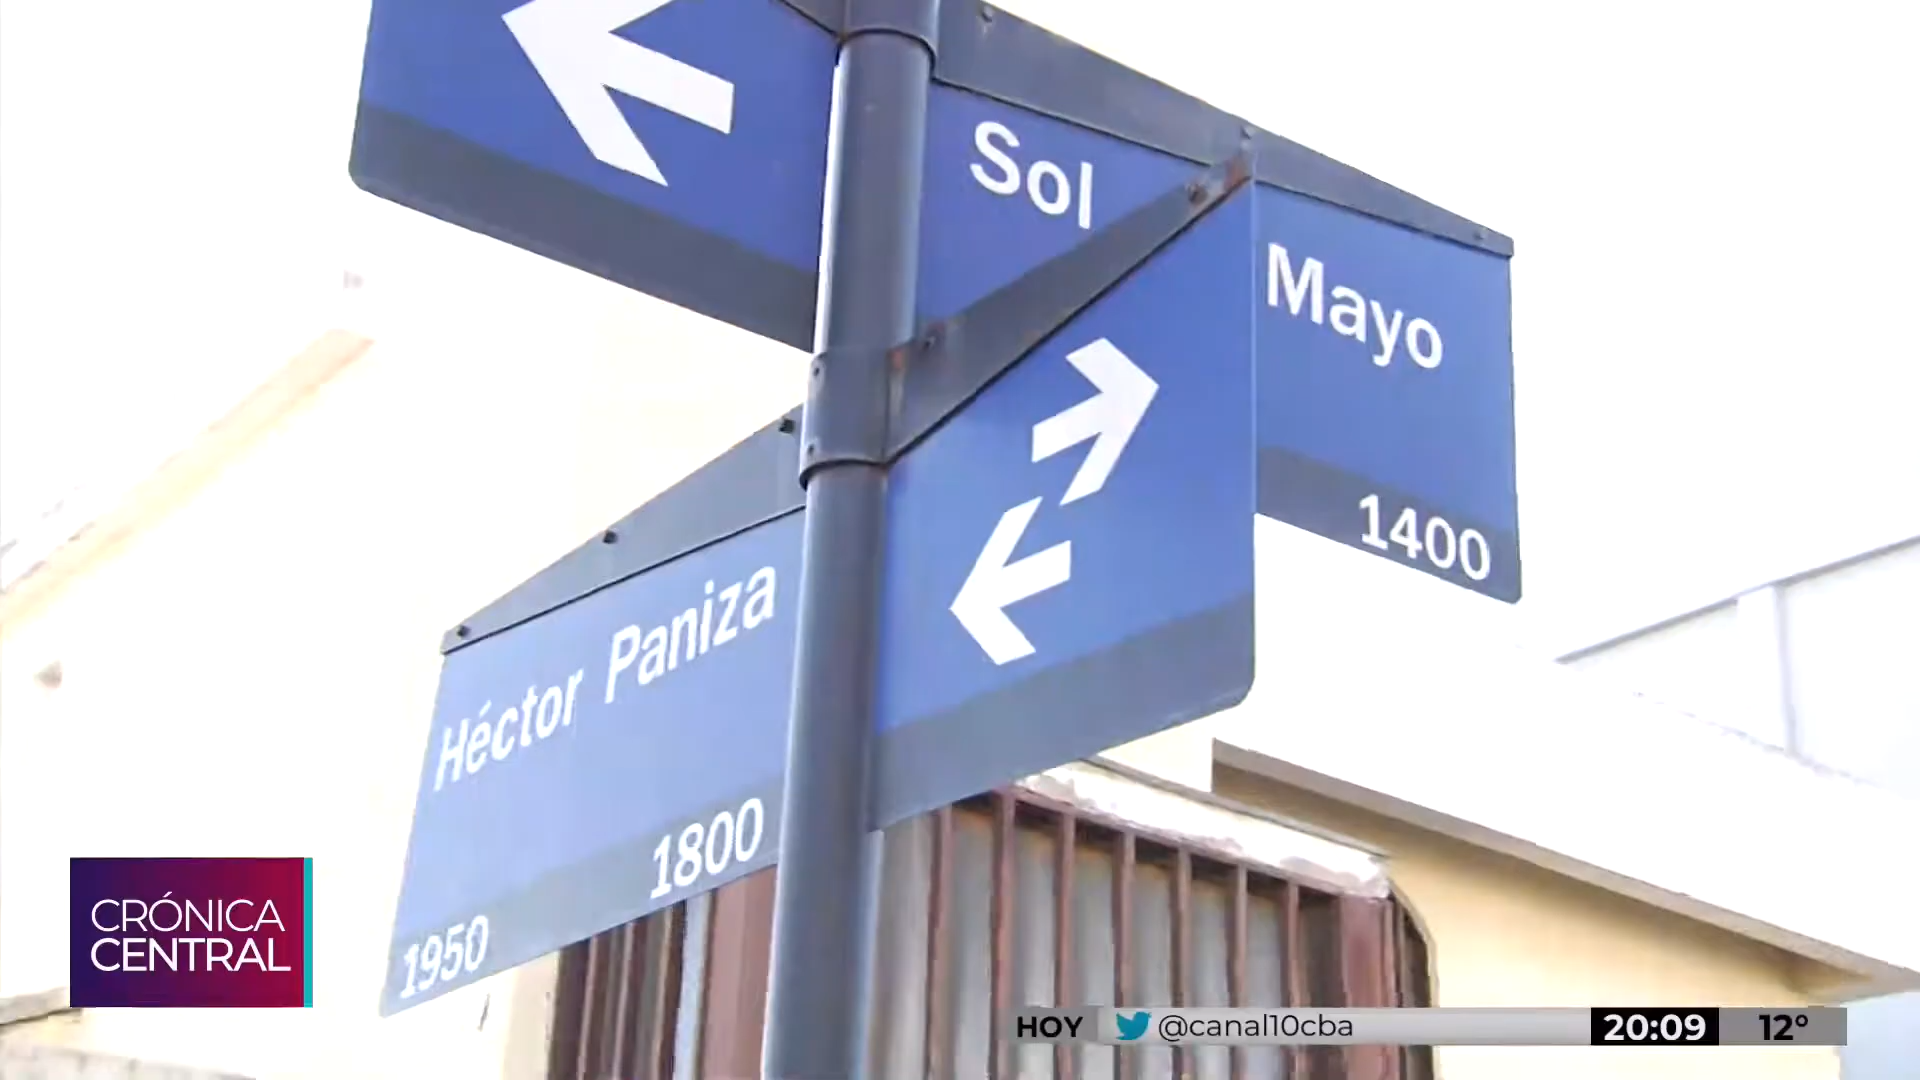 Sol
Mayo
1400
Héctor Paniza
1800
1950
CRÓNICA
CENTRAL
HOY @canal10cba 20:09 12°